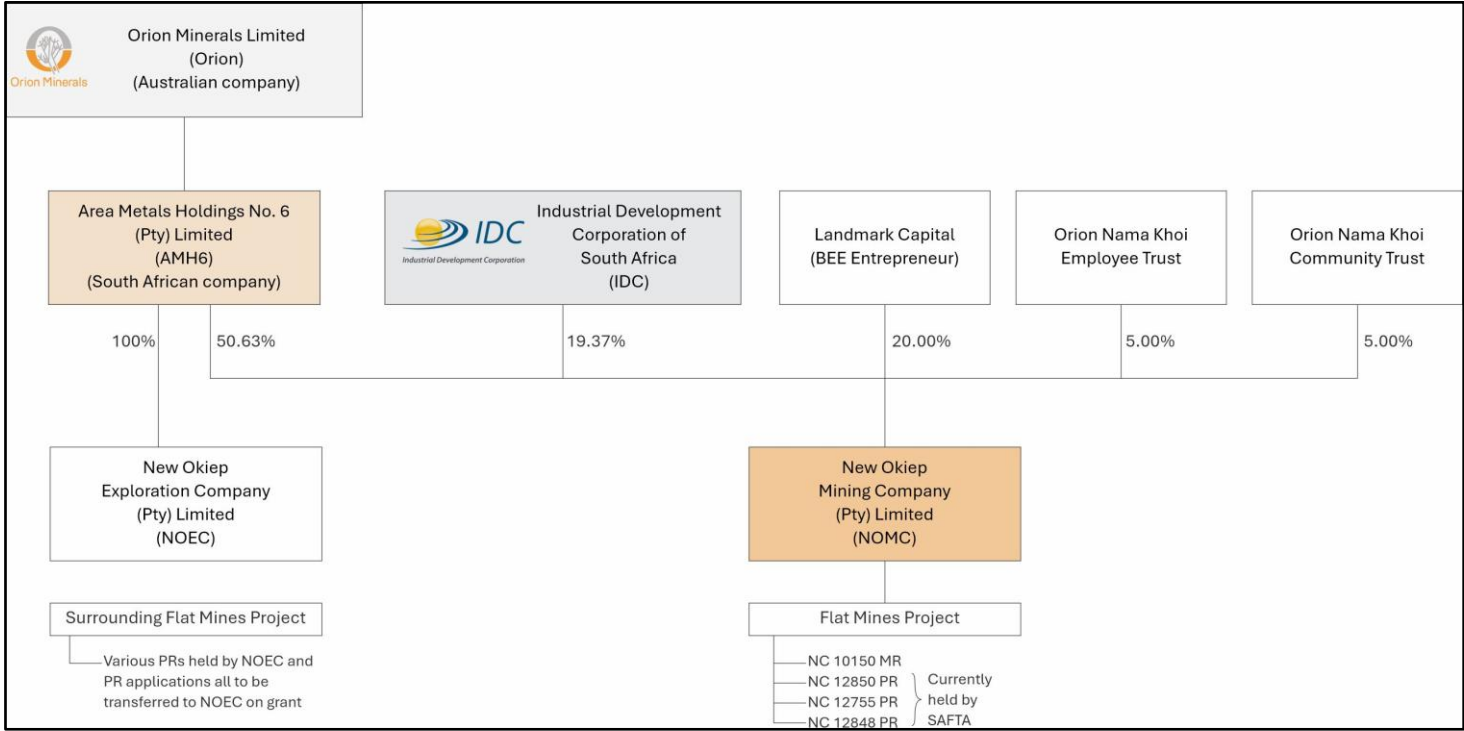 Orion Minerals
Orion Minerals Limited
(Orion)
(Australian company)
Area Metals Holdings No. 6
(Pty) Limited
(AMH6)
(South African company)
IDC
Industrial Development Corporation
Industrial Development
Corporation of
South Africa
(IDC)
Landmark Capital
(BEE Entrepreneur)
Orion Nama Khoi
Employee Trust
Orion Nama Khoi
Community Trust
100%
50.63%
19.37%
20.00%
5.00%
5.00%
New Okiep
Exploration Company
(Pty) Limited
(NOEC)
New Okiep
Mining Company
(Pty) Limited
(NOMC)
Surrounding Flat Mines Project
Various PRs held by NOEC and
PR applications all to be
transferred to NOEC on grant
Flat Mines Project
NC 10150 MR
NC 12850 PR
NC 12755 PR
NC 12848 PR
Currently
held by
SAFTA